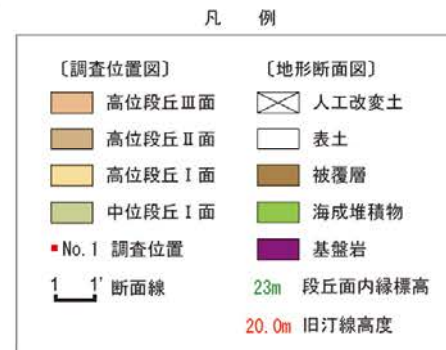 凡 例
〔調査位置図〕
高位段丘Ⅲ面
高位段丘Ⅱ面
高位段丘Ⅰ面
中位段丘Ⅰ面
No.1 調査位置
1 1' 断面線
〔地形断面図〕
人工改変土
表土
被覆層
海成堆積物
基盤岩
23m 段丘面内縁標高
20.0m 旧汀線高度